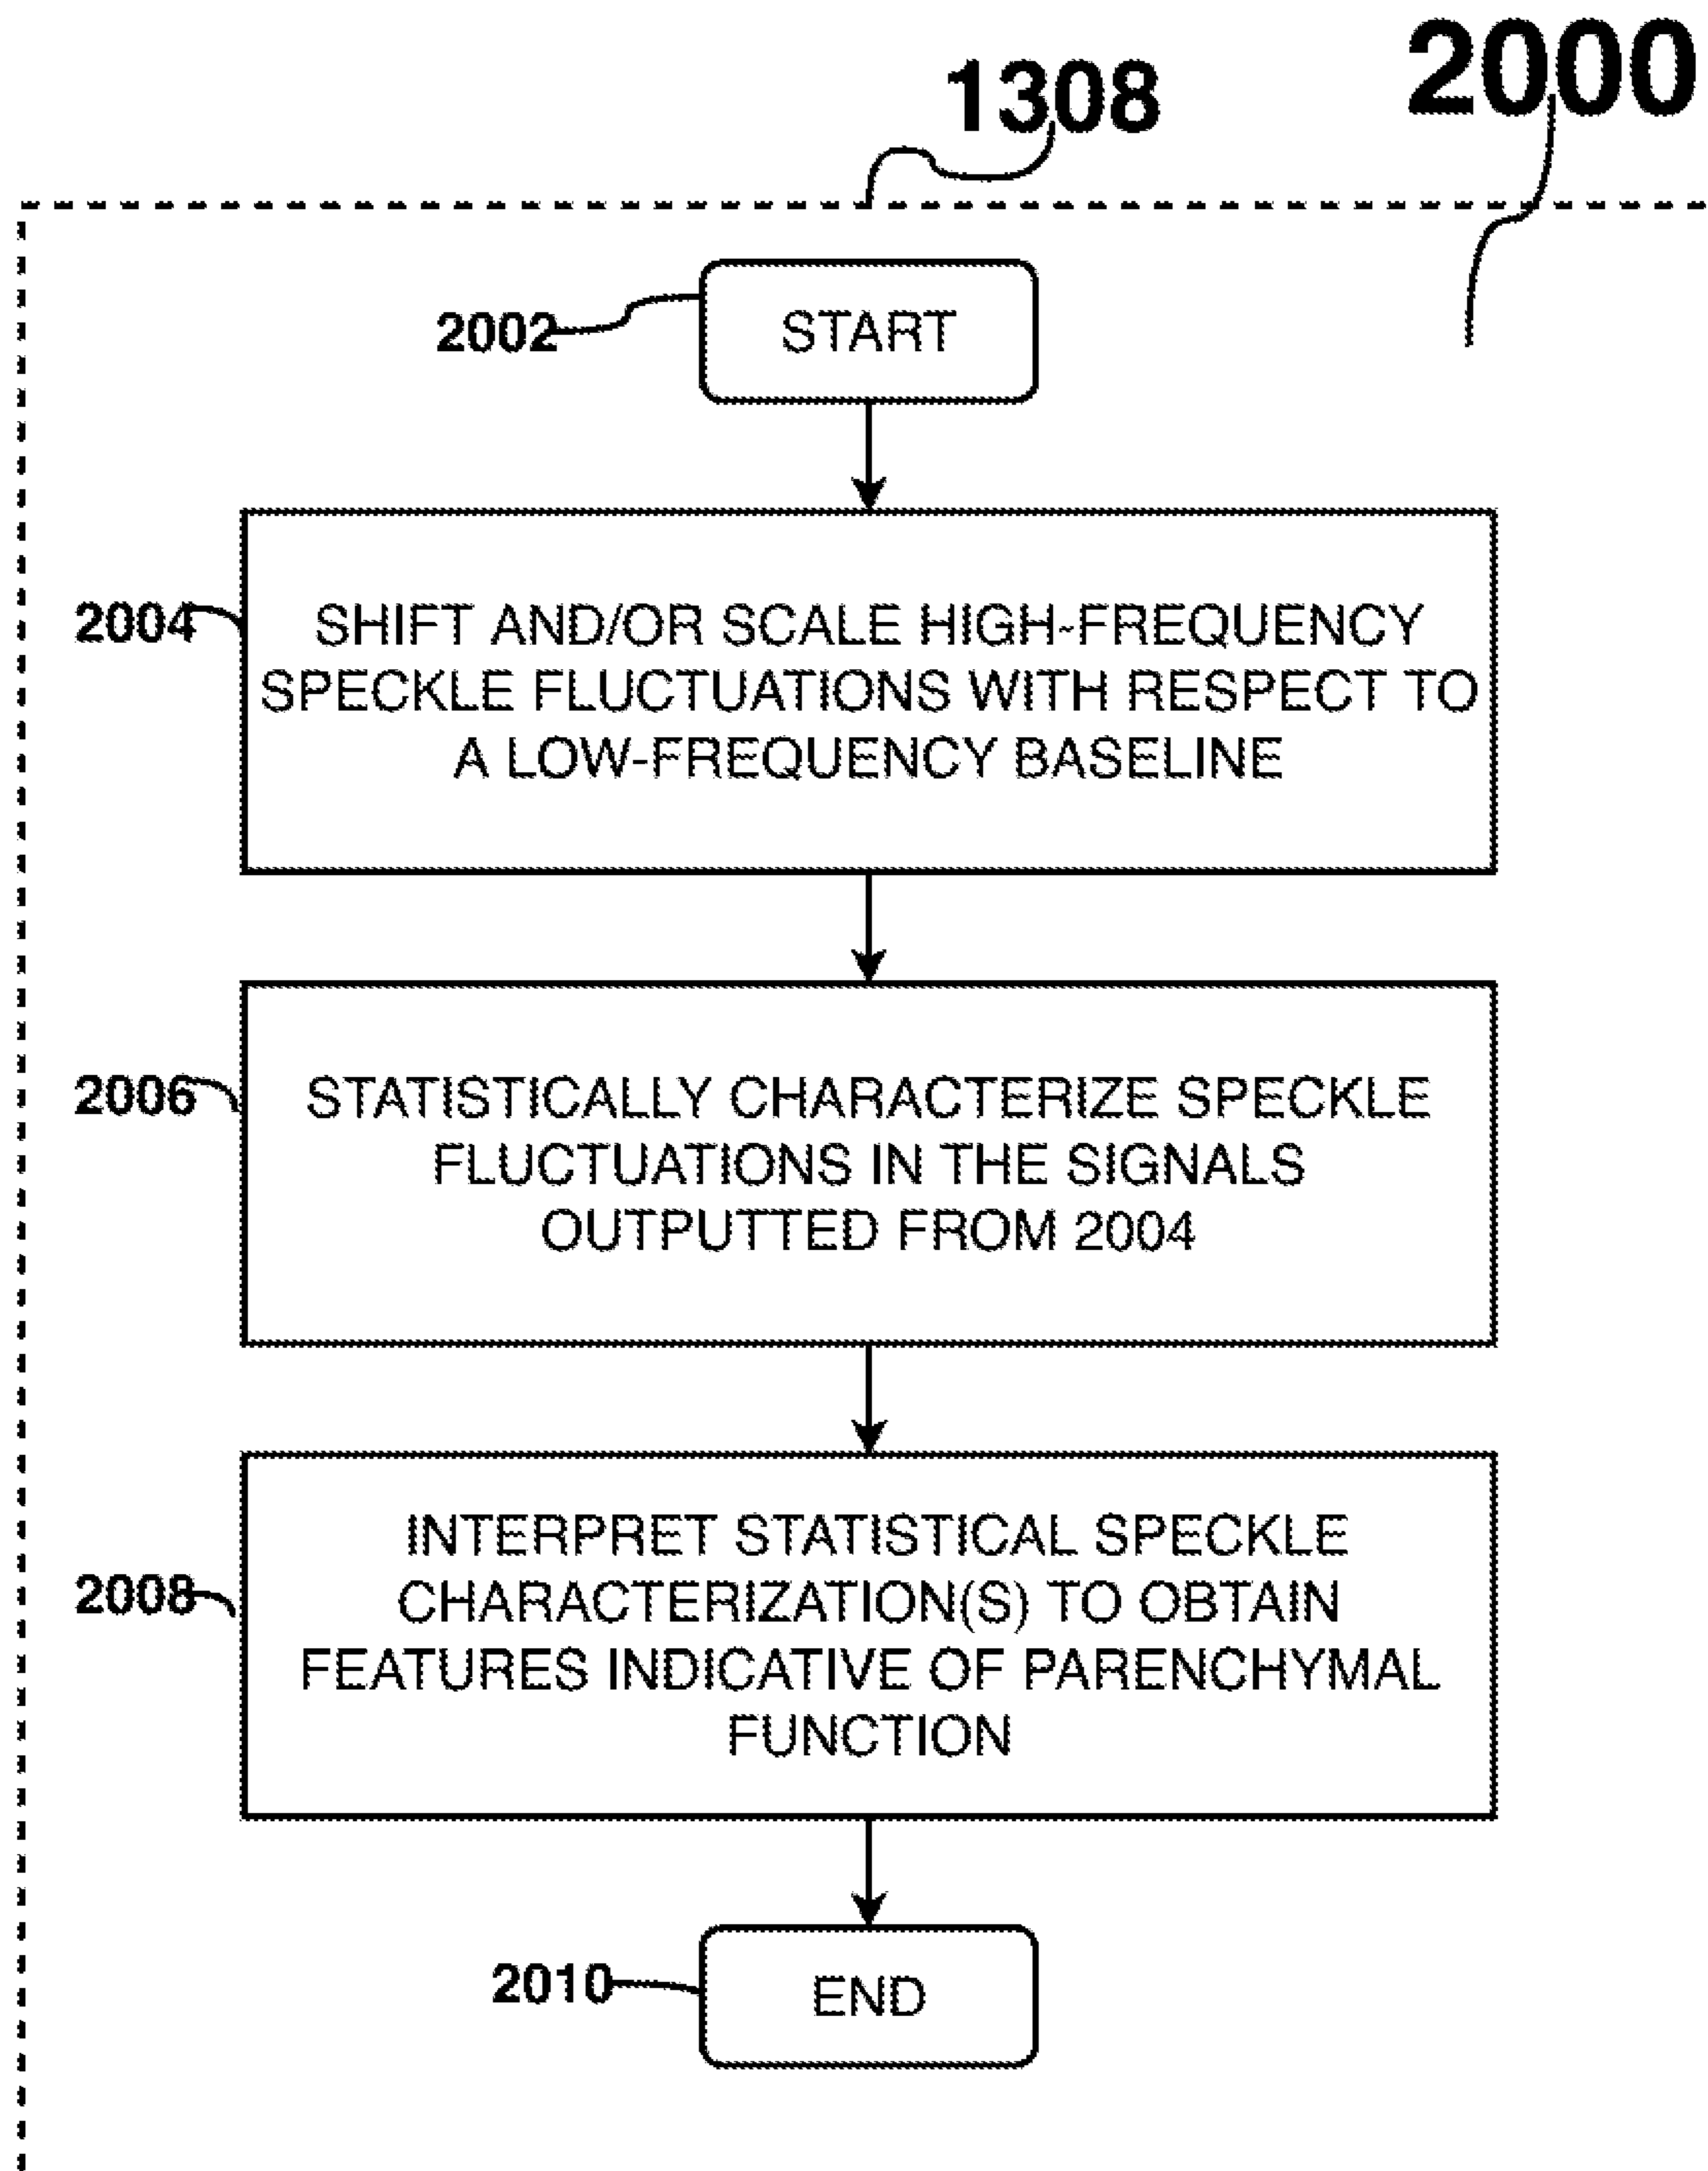 2000
1308
2002
START
2004
SHIFT AND/OR SCALE HIGH-FREQUENCY
SPECKLE FLUCTUATIONS WITH RESPECT TO
A LOW-FREQUENCY BASELINE
2006
STATISTICALLY CHARACTERIZE SPECKLE
FLUCTUATIONS IN THE SIGNALS
OUTPUTTED FROM 2004
2008
INTERPRET STATISTICAL SPECKLE
CHARACTERIZATION(S) TO OBTAIN
FEATURES INDICATIVE OF PARENCHYMAL
FUNCTION
2010
END